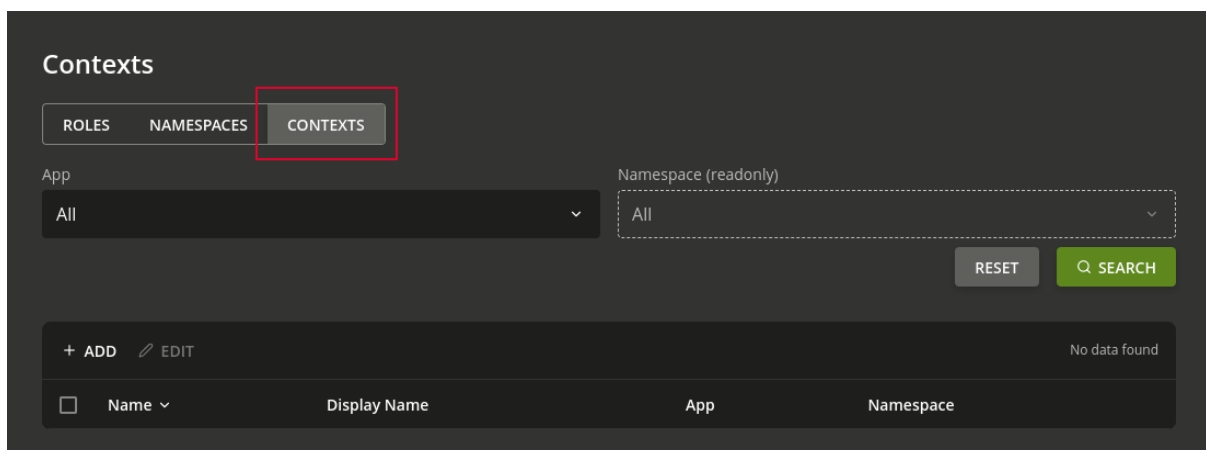 Contexts
ROLES NAMESPACES CONTEXTS
App Namespace (readonly)
All All
RESET SEARCH
+ ADD EDIT No data found
Name Display Name App Namespace